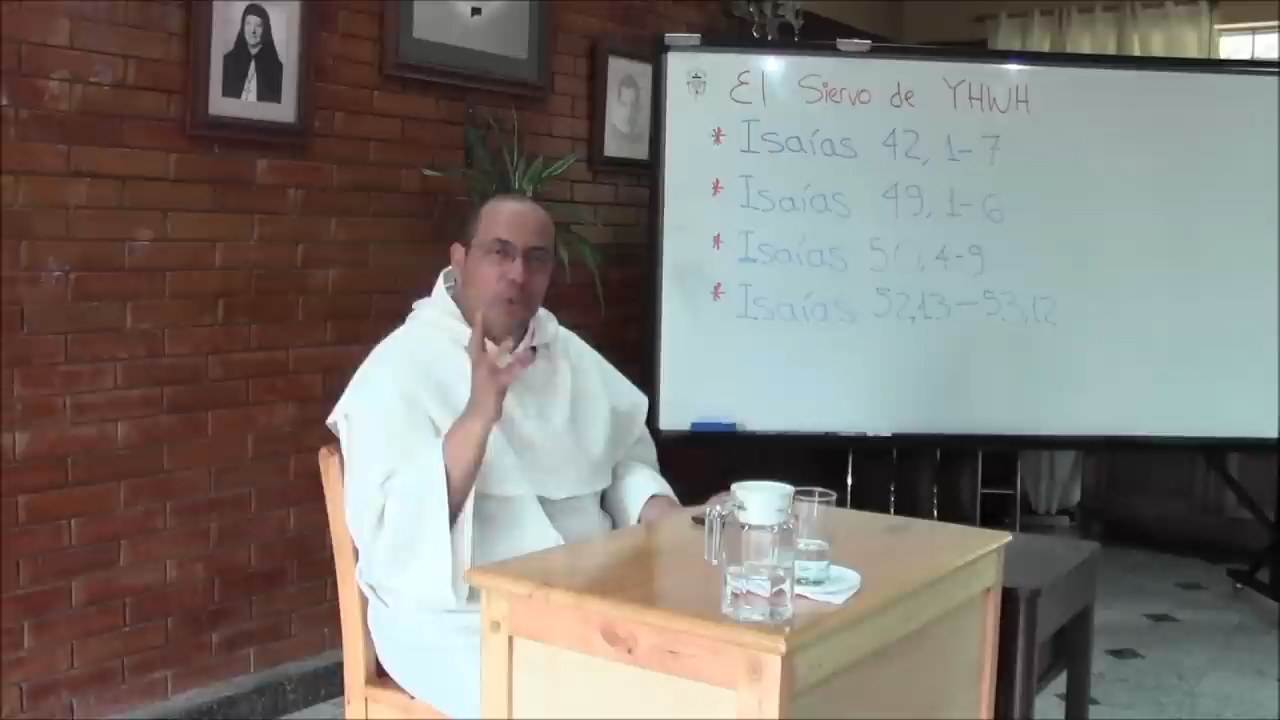 El Siervo de YHWH
* Isaías 42, 1-7
* Isaías 49, 1-6
* Isaías 50, 4-9
* Isaías 52,13-53,12